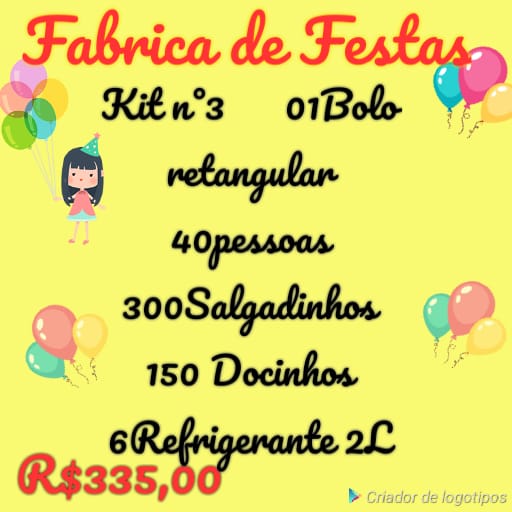 Fabrica de Festas
Kit n°3 01Bolo
retangular
40pessoas
300Salgadinhos
150 Docinhos
6Refrigerante 2L
R$335,00
Criador de logotipos